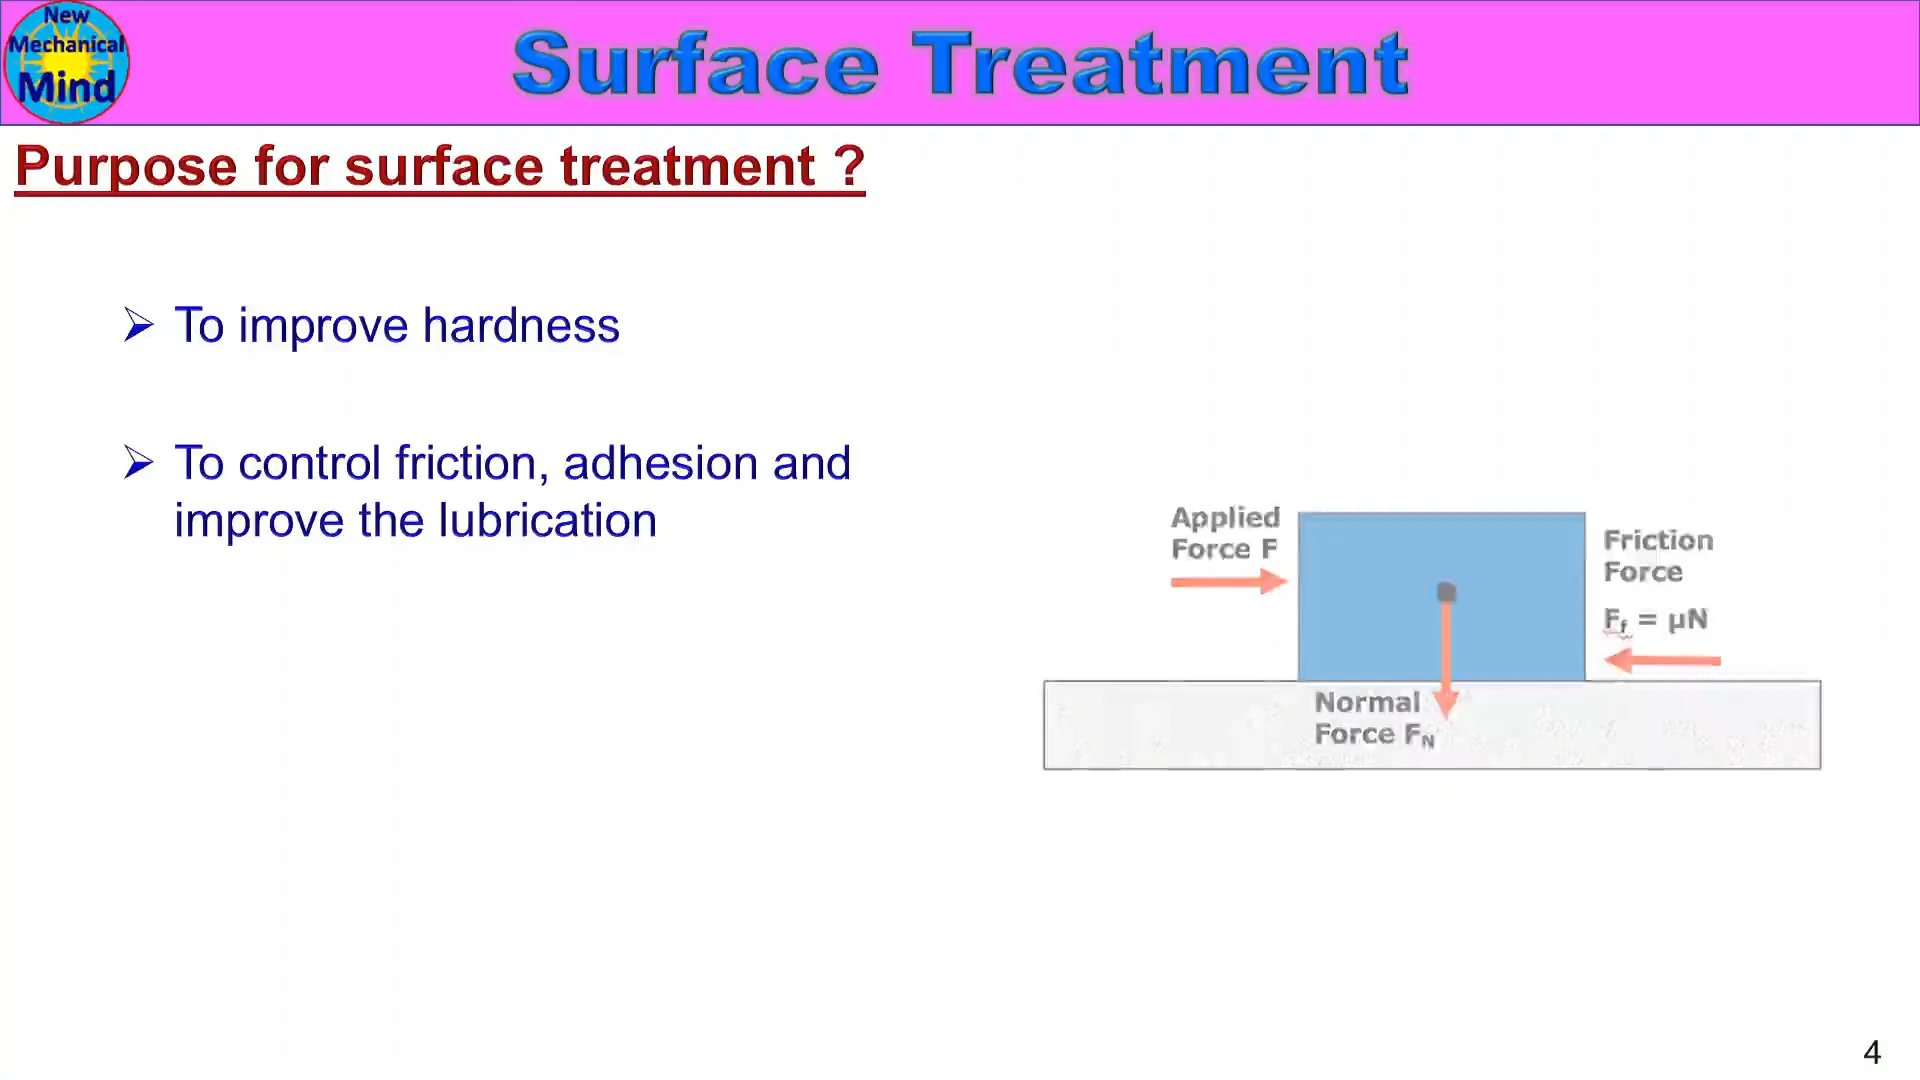 New
Mechanical
Mind
Surface Treatment
Purpose for surface treatment ?
➢ To improve hardness
➢ To control friction, adhesion and
improve the lubrication
Applied
Force F
Friction
Force
Ff = μN
Normal
Force FN
4